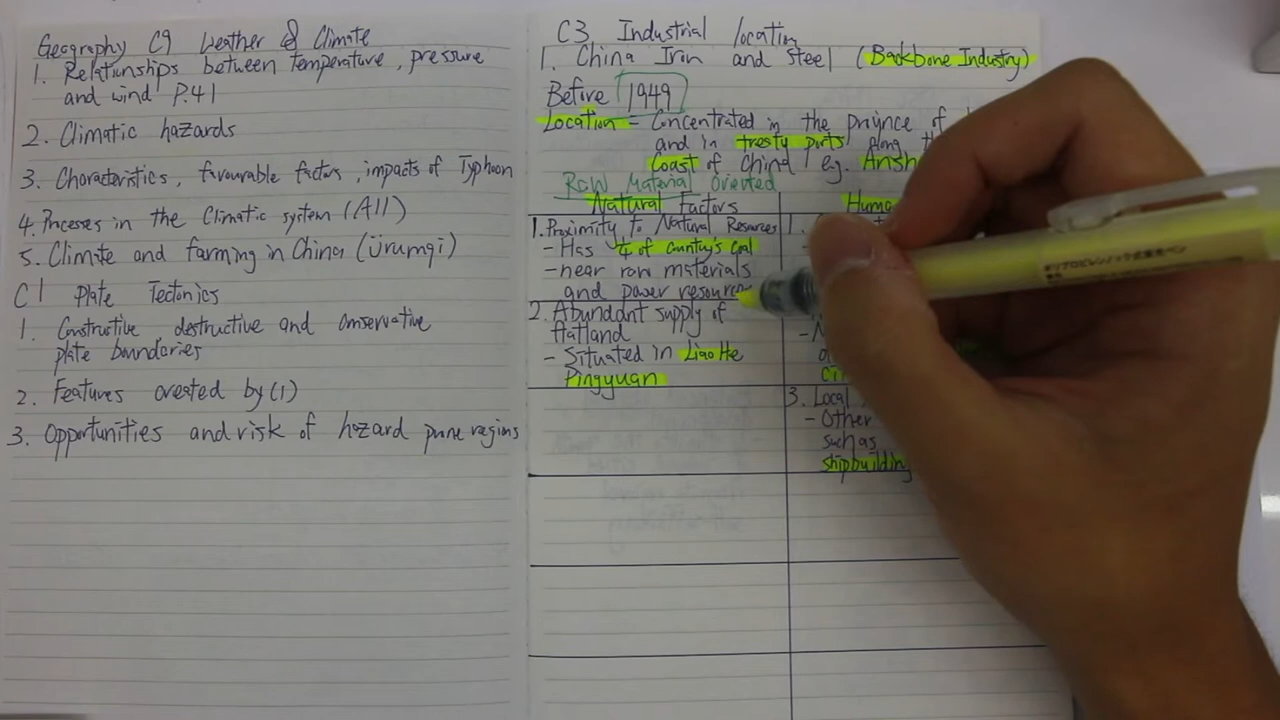 Geography C9 Weather & Climate
1. Relationships between temperature, pressure
and wind P.41
2. Climatic hazards
3. Characteristics, favourable factors, impacts of Typhoon
4. Processes in the Climatic system (All)
5. Climate and farming in China (Ürümqi)
C1 Plate Tectonics
1. Constructive, destructive and conservative
plate boundaries
2. Features created by (1)
3. Opportunities and risk of hazard prone regions
C3 Industrial location
1. China Iron and Steel (Backbone Industry)
Before 1949
Location = Concentrated in the province of
and in treaty ports along th
Coast of China eg. Ansh
Raw Material Oriented
Natural Factors
Huma
1. Proximity to Natural Resources
- Has ¼ of country's coal
- near raw materials
and power resourc
2. Abundant supply of
flatland
- Situated in Liao He
Pingyuan
1.
3. Local
- Other
such as
shipbuilding